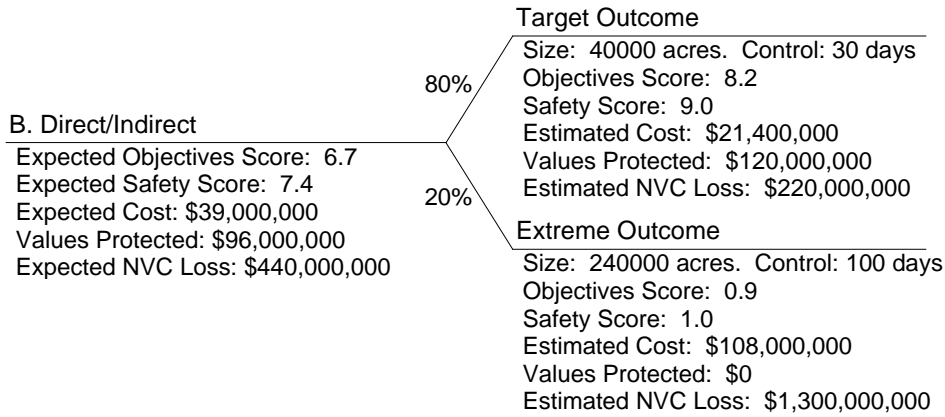 B. Direct/Indirect
Expected Objectives Score: 6.7
Expected Safety Score: 7.4
Expected Cost: $39,000,000
Values Protected: $96,000,000
Expected NVC Loss: $440,000,000
80%
Target Outcome
Size: 40000 acres. Control: 30 days
Objectives Score: 8.2
Safety Score: 9.0
Estimated Cost: $21,400,000
Values Protected: $120,000,000
Estimated NVC Loss: $220,000,000
20%
Extreme Outcome
Size: 240000 acres. Control: 100 days
Objectives Score: 0.9
Safety Score: 1.0
Estimated Cost: $108,000,000
Values Protected: $0
Estimated NVC Loss: $1,300,000,000